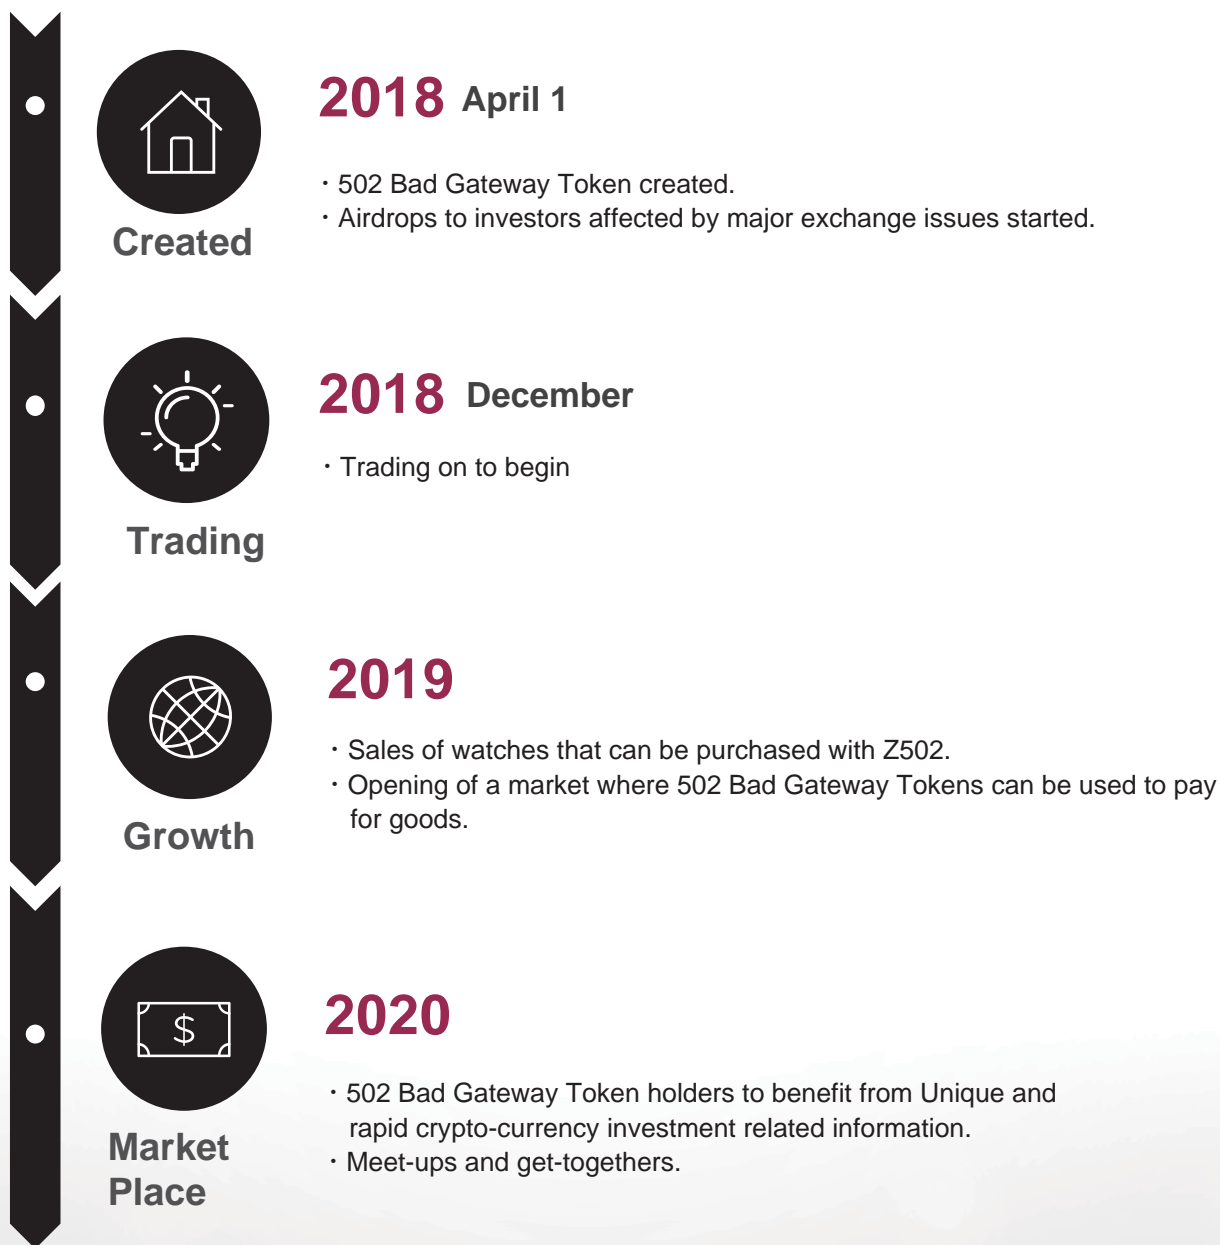 2018 April 1
・502 Bad Gateway Token created.
・Airdrops to investors affected by major exchange issues started.
Created
2018 December
・Trading on to begin
Trading
2019
・Sales of watches that can be purchased with Z502.
・Opening of a market where 502 Bad Gateway Tokens can be used to pay
for goods.
Growth
$
2020
・502 Bad Gateway Token holders to benefit from Unique and
rapid crypto-currency investment related information.
・Meet-ups and get-togethers.
Market
Place